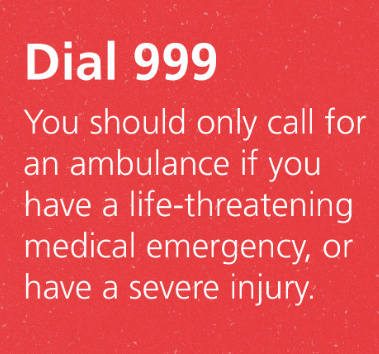 Dial 999
You should only call for
an ambulance if you
have a life-threatening
medical emergency, or
have a severe injury.